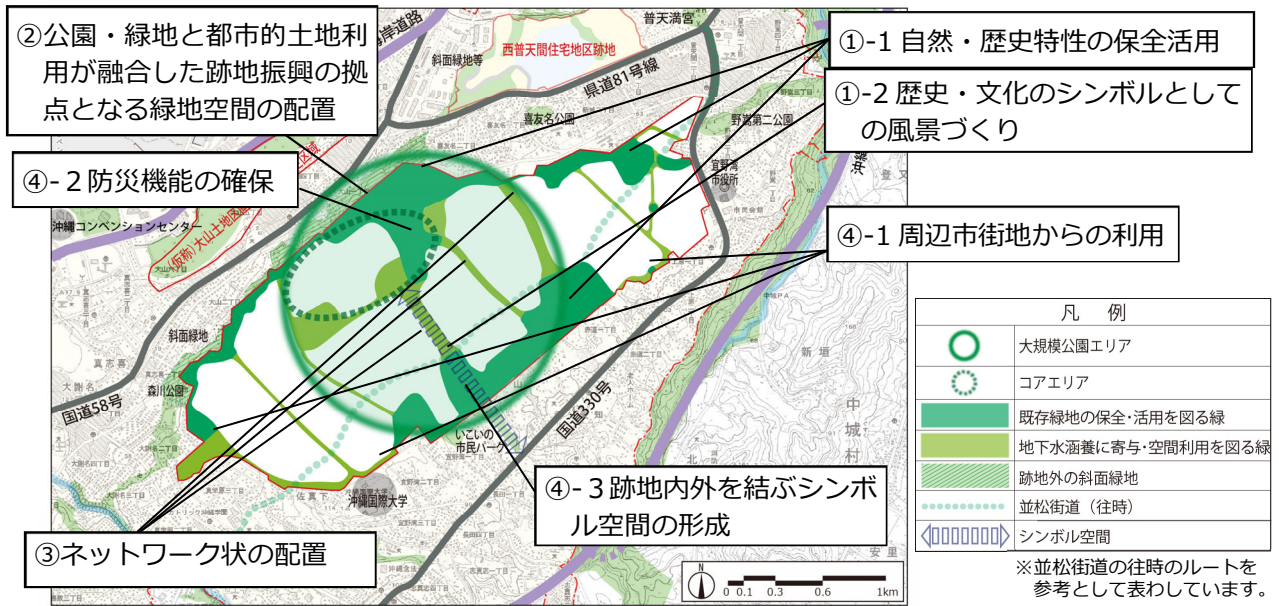 ②公園・緑地と都市的土地利
用が融合した跡地振興の拠
点となる緑地空間の配置
④-２防災機能の確保
③ネットワーク状の配置
①-1 自然・歴史特性の保全活用
①-2 歴史・文化のシンボルとして
の風景づくり
④-1 周辺市街地からの利用
④-３跡地内外を結ぶシンボ
ル空間の形成
普天満宮
西普天間住宅地区跡地
斜面緑地等
県道81号線
喜友名公園
野嵩第二公園
宜野湾
市役所
沖縄コンベンションセンター
(仮称)大山土地区
斜面緑地
森川公園
国道58号
国道330号
いこいの
市民パーク
沖縄国際大学
真志喜
大謝名
佐真下
新垣
中城村
安里
中城ＰＡ
凡　例
大規模公園エリア
コアエリア
既存緑地の保全・活用を図る緑
地下水涵養に寄与・空間利用を図る緑
跡地外の斜面緑地
並松街道（往時）
シンボル空間
※並松街道の往時のルートを
参考として表わしています。
N
0 0.1 0.3 0.6 1km